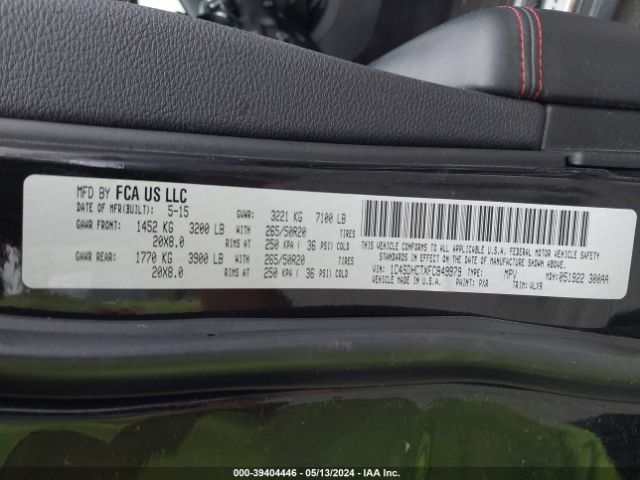 MFD BY FCA US LLC
DATE OF MFR(BUILT): 5-15 GVWR: 3221 KG 7100 LB
GAWR FRONT: 1452 KG 3200 LB WITH 265/50R20 TIRES
20X8.0 RIMS AT 250 KPA ( 36 PSI) COLD
GAWR REAR: 1770 KG 3900 LB WITH 265/50R20 TIRES
20X8.0 RIMS AT 250 KPA ( 36 PSI) COLD
THIS VEHICLE CONFORMS TO ALL APPLICABLE U.S.A. FEDERAL MOTOR VEHICLE SAFETY
STANDARDS IN EFFECT ON THE DATE OF MANUFACTURE SHOWN ABOVE.
VIN: 1C4SDHCTXFC849979 TYPE: MPV MDH: 051922 300AA
VEHICLE MADE IN U.S.A. PAINT: PXR TRIM: VLX9
000-39404446 - 05/13/2024 - IAA Inc.